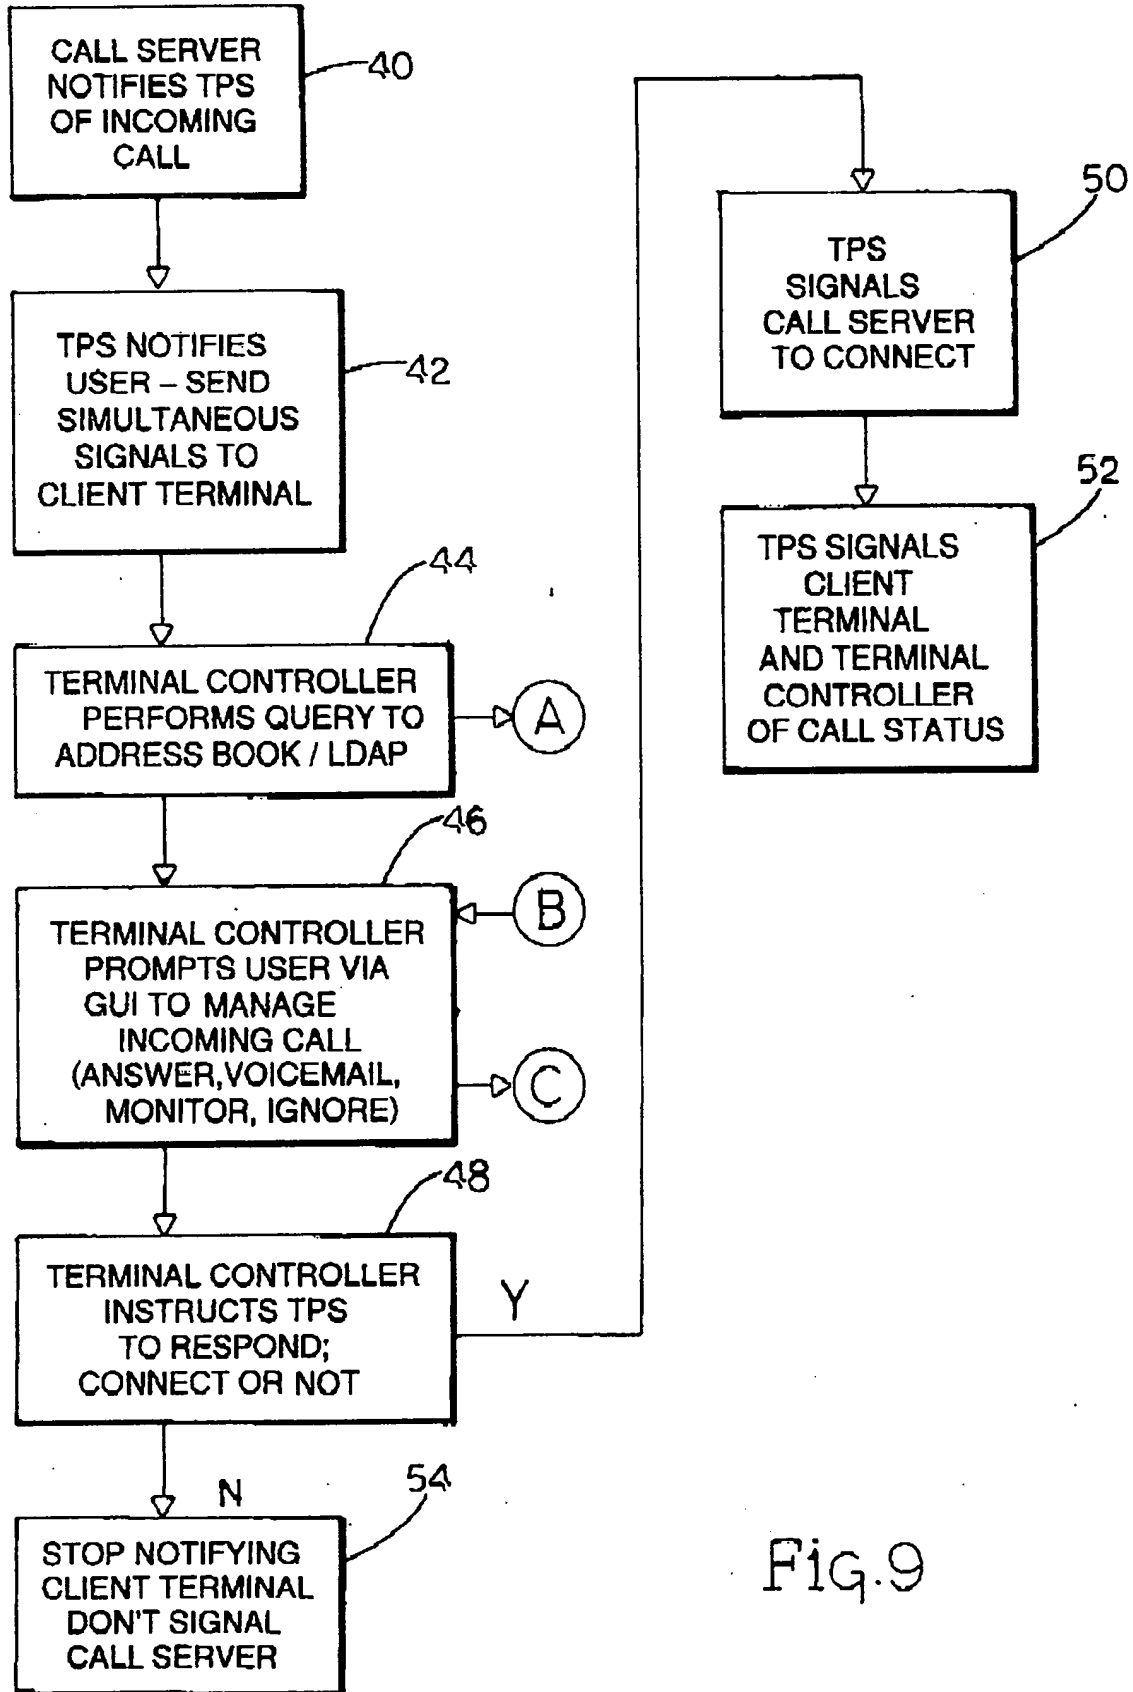 CALL SERVER
NOTIFIES TPS
OF INCOMING
CALL
40
TPS NOTIFIES
USER – SEND
SIMULTANEOUS
SIGNALS TO
CLIENT TERMINAL
42
TERMINAL CONTROLLER
PERFORMS QUERY TO
ADDRESS BOOK / LDAP
44
A
TERMINAL CONTROLLER
PROMPTS USER VIA
GUI TO MANAGE
INCOMING CALL
(ANSWER,VOICEMAIL,
MONITOR, IGNORE)
46
B
C
TERMINAL CONTROLLER
INSTRUCTS TPS
TO RESPOND;
CONNECT OR NOT
48
Y
N
STOP NOTIFYING
CLIENT TERMINAL
DON'T SIGNAL
CALL SERVER
54
TPS
SIGNALS
CALL SERVER
TO CONNECT
50
TPS SIGNALS
CLIENT
TERMINAL
AND TERMINAL
CONTROLLER
OF CALL STATUS
52
Fig.9